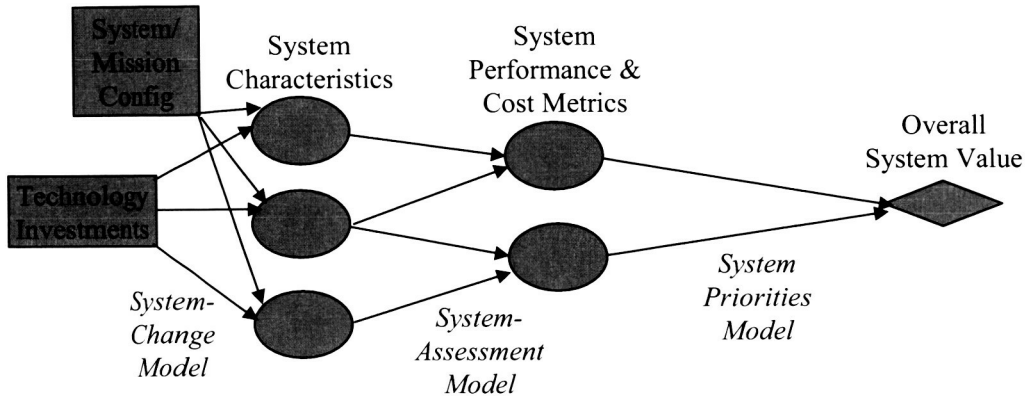 System/
Mission
Config
System
Characteristics
System
Performance &
Cost Metrics
Overall
System Value
Technology
Investments
System-
Change Model
Model
System-
Assessment
Model
System
Priorities
Model